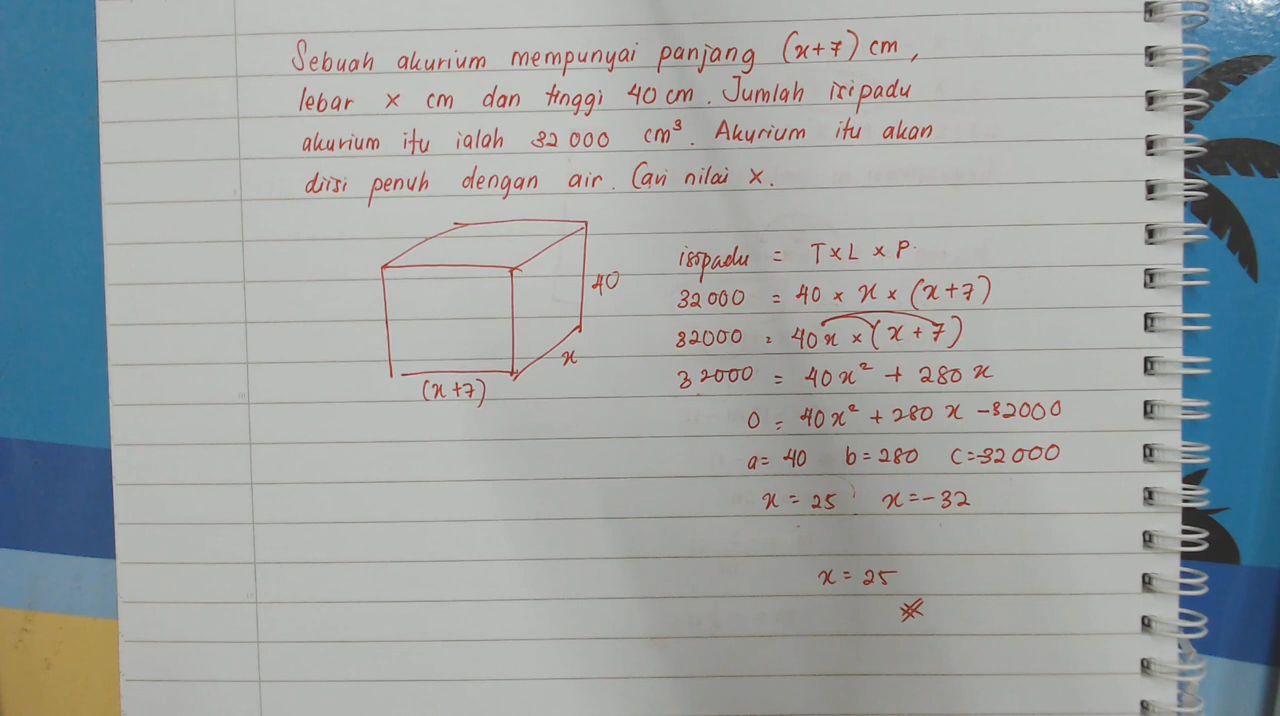 Sebuah akurium mempunyai panjang (x+7) cm,
lebar x cm dan tinggi 40 cm. Jumlah isipadu
akurium itu ialah 32 000 cm³. Akurium itu akan
diisi penuh dengan air. Cari nilai x.
40
x
(x+7)
isipadu = T x L x P.
32000 = 40 x x x (x+7)
32000 = 40x x (x+7)
32000 = 40x² + 280x
0 = 40x² + 280x -32000
a= 40 b=280 c=-32000
x = 25 x=-32
x = 25